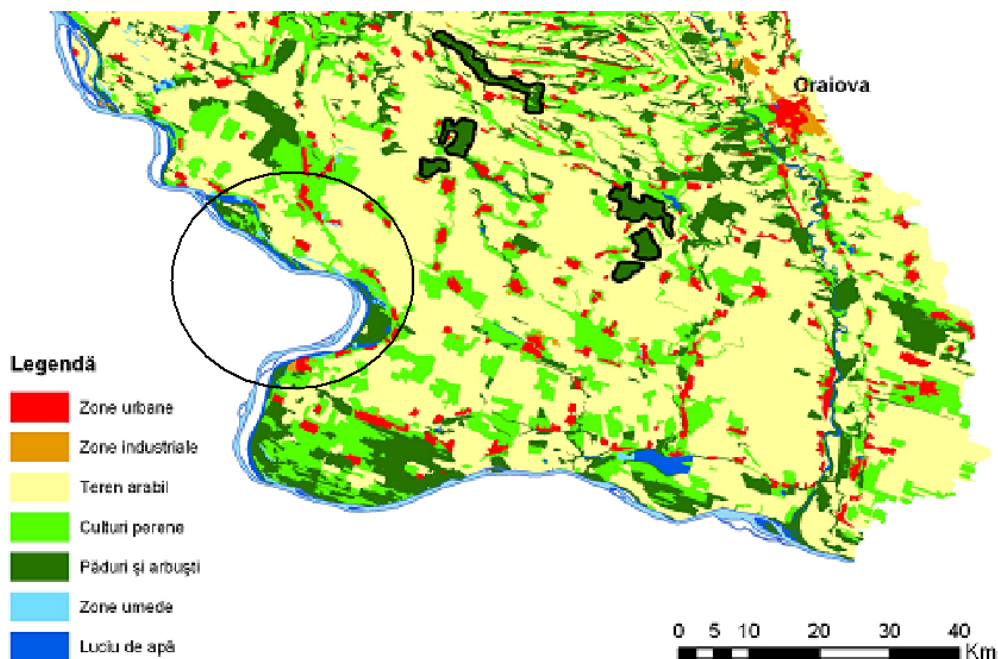 Craiova
Legendă
Zone urbane
Zone industriale
Teren arabil
Culturi perene
Păduri și arbuști
Zone umede
Luciu de apă
0 5 10 20 30 40
Km